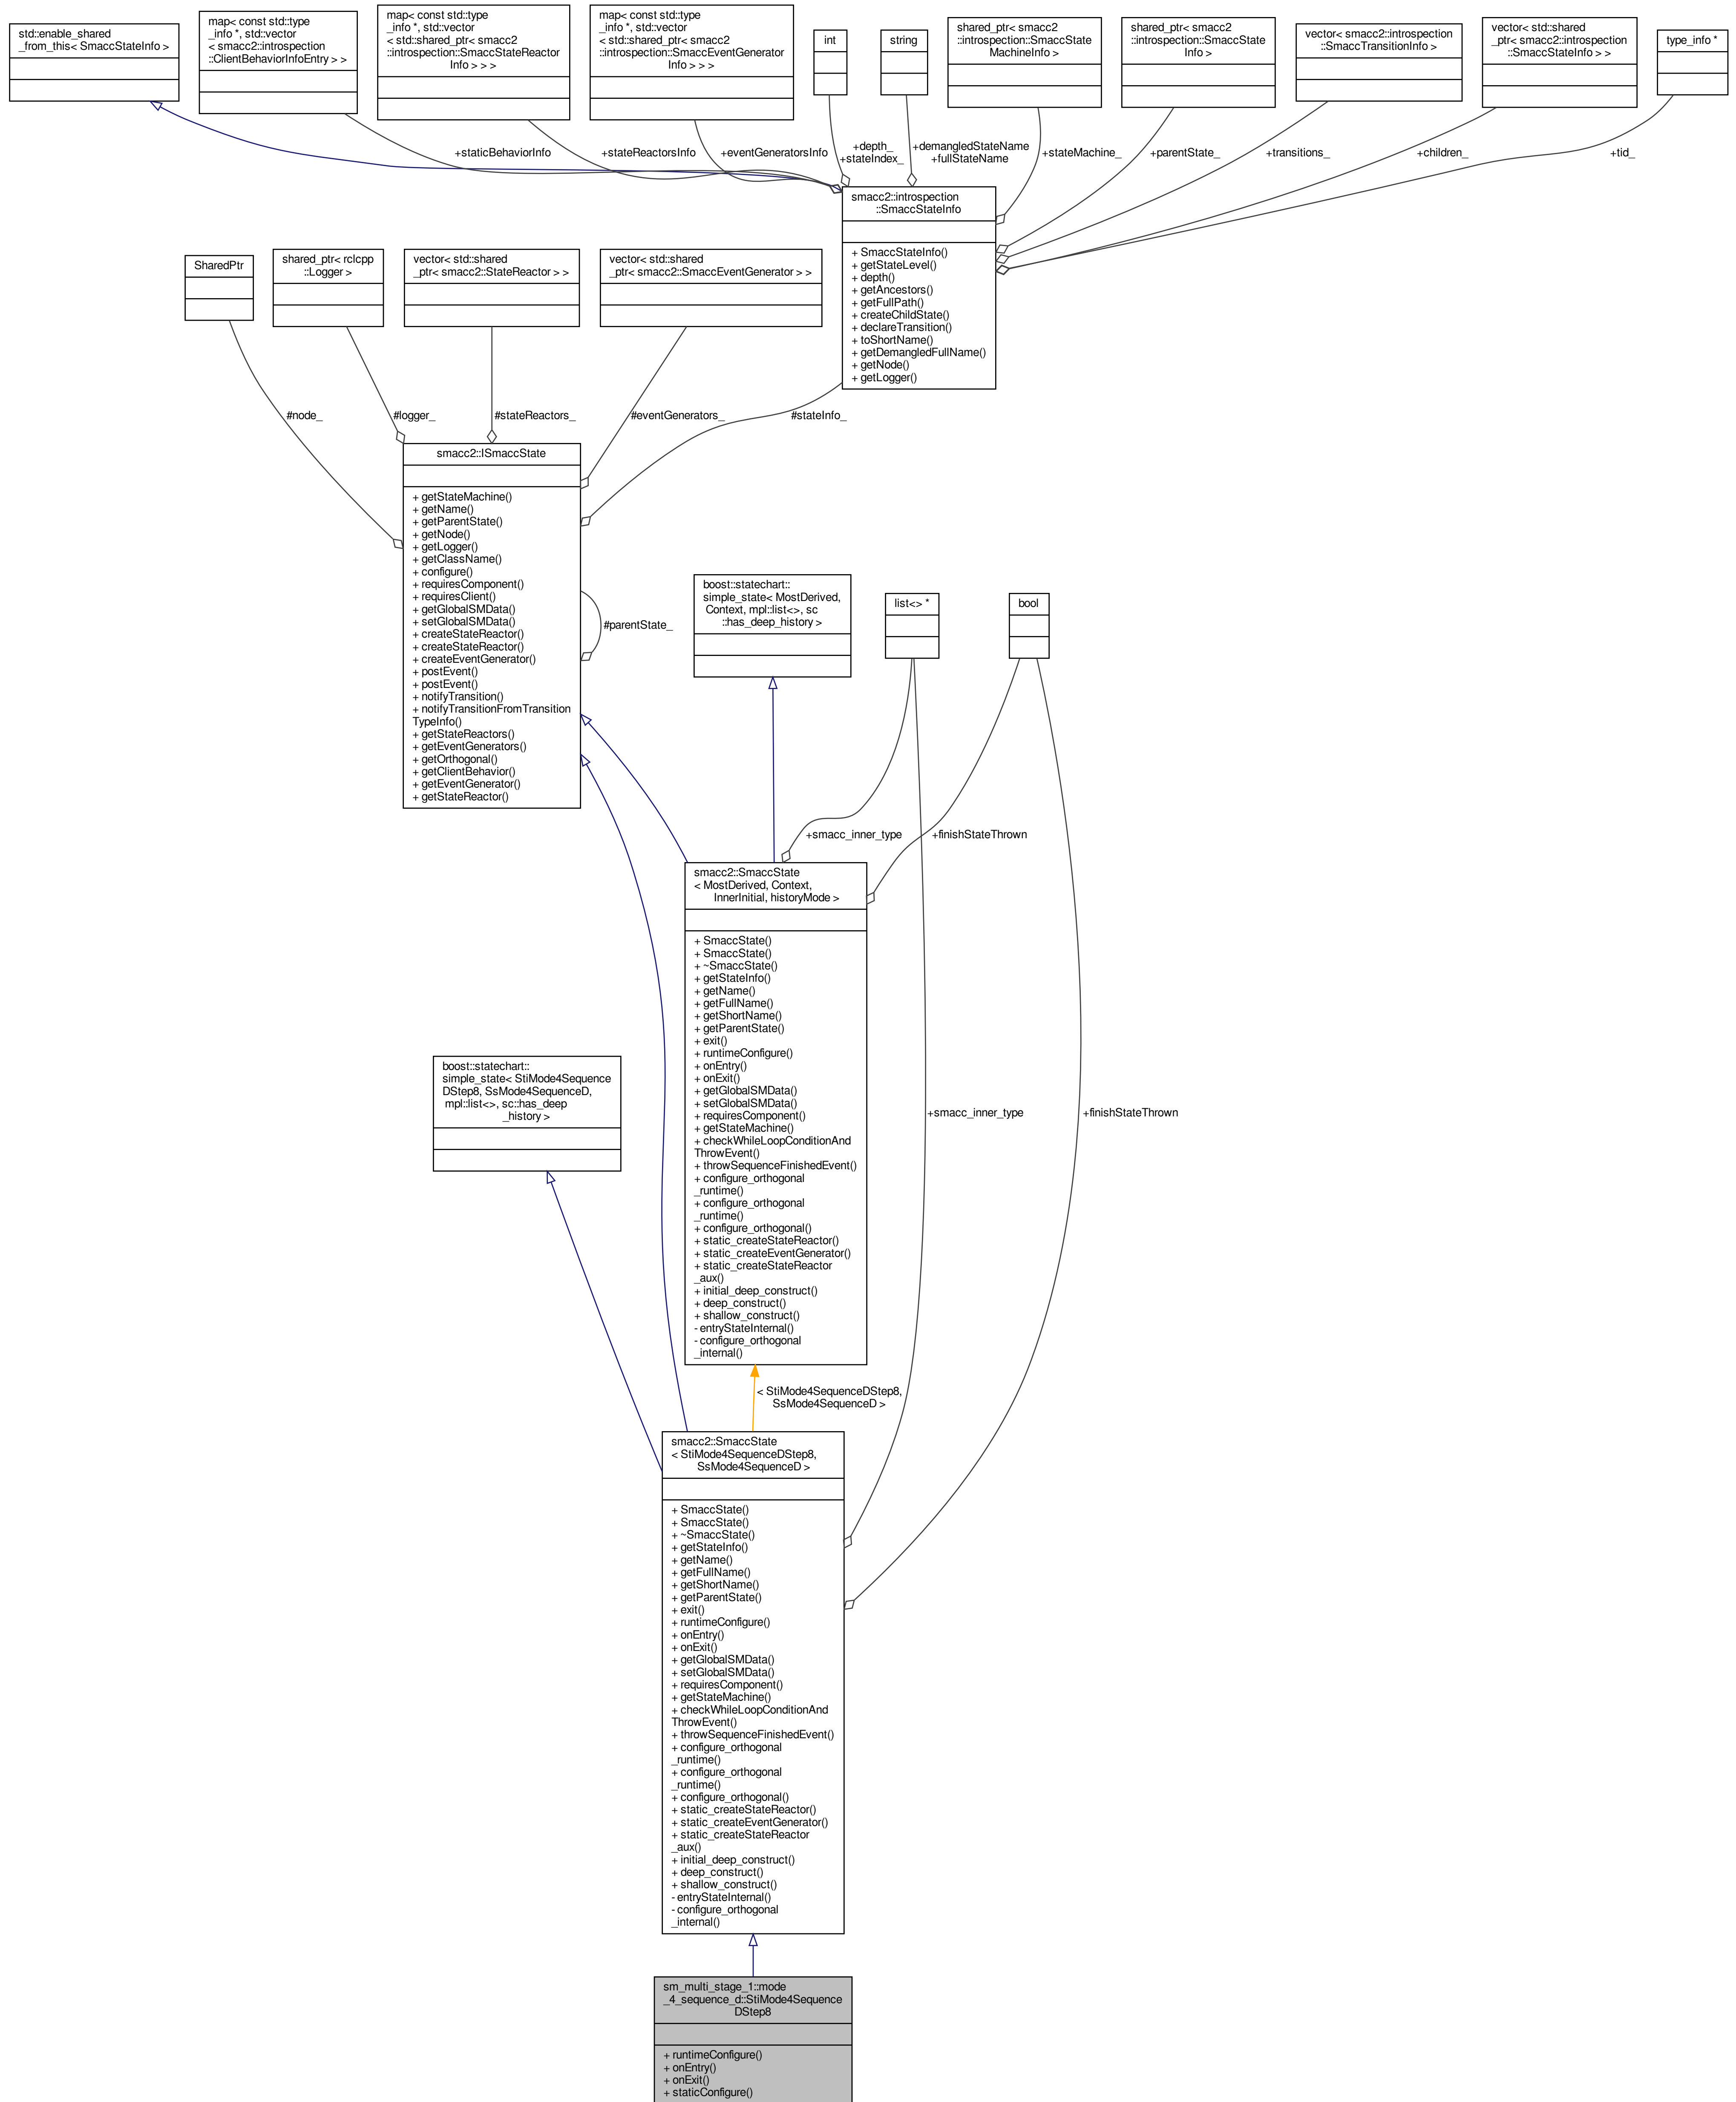 std::enable_shared
_from_this< SmaccStateInfo >
map< const std::type
_info *, std::vector
< smacc2::introspection
::ClientBehaviorInfoEntry > >
map< const std::type
_info *, std::vector
< std::shared_ptr< smacc2
::introspection::SmaccStateReactor
Info > > >
map< const std::type
_info *, std::vector
< std::shared_ptr< smacc2
::introspection::SmaccEventGenerator
Info > > >
int
string
shared_ptr< smacc2
::introspection::SmaccState
MachineInfo >
shared_ptr< smacc2
::introspection::SmaccState
Info >
vector< smacc2::introspection
::SmaccTransitionInfo >
vector< std::shared
_ptr< smacc2::introspection
::SmaccStateInfo > >
type_info *
+staticBehaviorInfo
+stateReactorsInfo
+eventGeneratorsInfo
+depth_
+stateIndex_
+demangledStateName
+fullStateName
+stateMachine_
+parentState_
+transitions_
+children_
+tid_
smacc2::introspection
::SmaccStateInfo
+ SmaccStateInfo()
+ getStateLevel()
+ depth()
+ getAncestors()
+ getFullPath()
+ createChildState()
+ declareTransition()
+ toShortName()
+ getDemangledFullName()
+ getNode()
+ getLogger()
SharedPtr
shared_ptr< rclcpp
::Logger >
vector< std::shared
_ptr< smacc2::StateReactor > >
vector< std::shared
_ptr< smacc2::SmaccEventGenerator > >
#node_
#logger_
#stateReactors_
#eventGenerators_
#stateInfo_
smacc2::ISmaccState
+ getStateMachine()
+ getName()
+ getParentState()
+ getNode()
+ getLogger()
+ getClassName()
+ configure()
+ requiresComponent()
+ requiresClient()
+ getGlobalSMData()
+ setGlobalSMData()
+ createStateReactor()
+ createStateReactor()
+ createEventGenerator()
+ postEvent()
+ postEvent()
+ notifyTransition()
+ notifyTransitionFromTransition
TypeInfo()
+ getStateReactors()
+ getEventGenerators()
+ getOrthogonal()
+ getClientBehavior()
+ getEventGenerator()
+ getStateReactor()
#parentState_
boost::statechart::
simple_state< MostDerived,
Context, mpl::list<>, sc
::has_deep_history >
list<> *
bool
+smacc_inner_type
+finishStateThrown
smacc2::SmaccState
< MostDerived, Context,
InnerInitial, historyMode >
+ SmaccState()
+ SmaccState()
+ ~SmaccState()
+ getStateInfo()
+ getName()
+ getFullName()
+ getShortName()
+ getParentState()
+ exit()
+ runtimeConfigure()
+ onEntry()
+ onExit()
+ getGlobalSMData()
+ setGlobalSMData()
+ requiresComponent()
+ getStateMachine()
+ checkWhileLoopConditionAnd
ThrowEvent()
+ throwSequenceFinishedEvent()
+ configure_orthogonal
_runtime()
+ configure_orthogonal
_runtime()
+ configure_orthogonal()
+ static_createStateReactor()
+ static_createEventGenerator()
+ static_createStateReactor
_aux()
+ initial_deep_construct()
+ deep_construct()
+ shallow_construct()
- entryStateInternal()
- configure_orthogonal
_internal()
boost::statechart::
simple_state< StiMode4Sequence
DStep8, SsMode4SequenceD,
mpl::list<>, sc::has_deep
_history >
+smacc_inner_type
+finishStateThrown
< StiMode4SequenceDStep8,
SsMode4SequenceD >
smacc2::SmaccState
< StiMode4SequenceDStep8,
SsMode4SequenceD >
+ SmaccState()
+ SmaccState()
+ ~SmaccState()
+ getStateInfo()
+ getName()
+ getFullName()
+ getShortName()
+ getParentState()
+ exit()
+ runtimeConfigure()
+ onEntry()
+ onExit()
+ getGlobalSMData()
+ setGlobalSMData()
+ requiresComponent()
+ getStateMachine()
+ checkWhileLoopConditionAnd
ThrowEvent()
+ throwSequenceFinishedEvent()
+ configure_orthogonal
_runtime()
+ configure_orthogonal
_runtime()
+ configure_orthogonal()
+ static_createStateReactor()
+ static_createEventGenerator()
+ static_createStateReactor
_aux()
+ initial_deep_construct()
+ deep_construct()
+ shallow_construct()
- entryStateInternal()
- configure_orthogonal
_internal()
sm_multi_stage_1::mode
_4_sequence_d::StiMode4Sequence
DStep8
+ runtimeConfigure()
+ onEntry()
+ onExit()
+ staticConfigure()